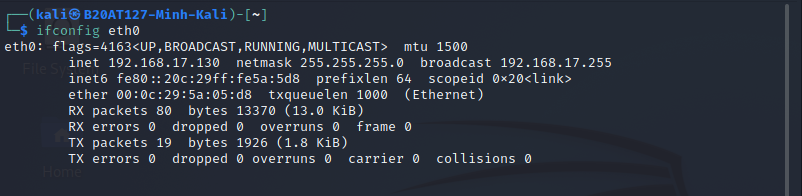 ┌──(kali㉿B20AT127-Minh-Kali)-[~]
└─$ ifconfig eth0
eth0: flags=4163<UP,BROADCAST,RUNNING,MULTICAST>  mtu 1500
        inet 192.168.17.130  netmask 255.255.255.0  broadcast 192.168.17.255
        inet6 fe80::20c:29ff:fe5a:5d8  prefixlen 64  scopeid 0×20<link>
        ether 00:0c:29:5a:05:d8  txqueuelen 1000  (Ethernet)
        RX packets 80  bytes 13370 (13.0 KiB)
        RX errors 0  dropped 0  overruns 0  frame 0
        TX packets 19  bytes 1926 (1.8 KiB)
        TX errors 0  dropped 0 overruns 0  carrier 0  collisions 0
File Sy
Home